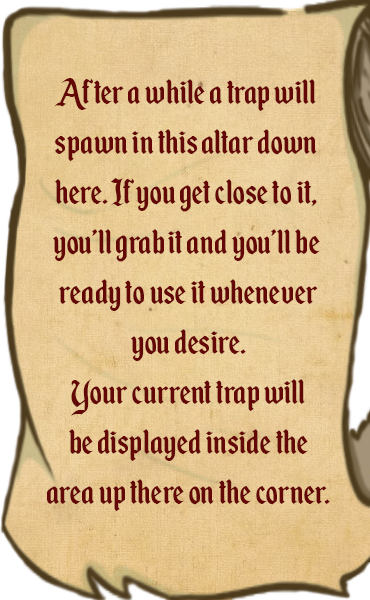 After a while a trap will
spawn in this altar down
here. If you get close to it,
you'll grab it and you'll be
ready to use it whenever
you desire.
Your current trap will
be displayed inside the
area up there on the corner.